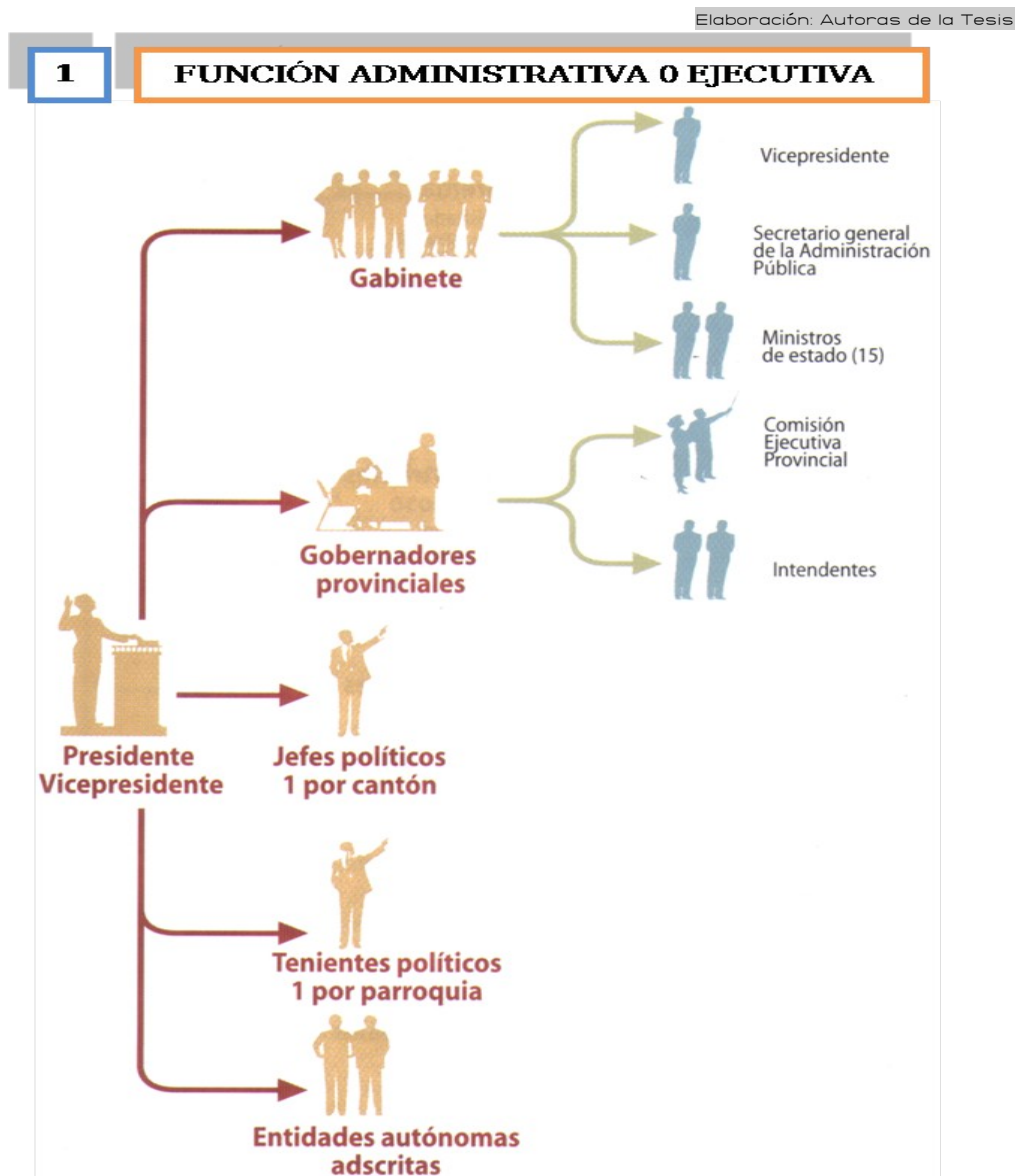 Elaboración: Autoras de la Tesis
1
FUNCIÓN ADMINISTRATIVA 0 EJECUTIVA
Vicepresidente
Gabinete
Secretario general
de la Administración
Pública
Ministros
de estado (15)
Comisión
Ejecutiva
Provincial
Gobernadores
provinciales
Intendentes
Presidente
Vicepresidente
Jefes políticos
1 por cantón
Tenientes políticos
1 por parroquia
Entidades autónomas
adscritas